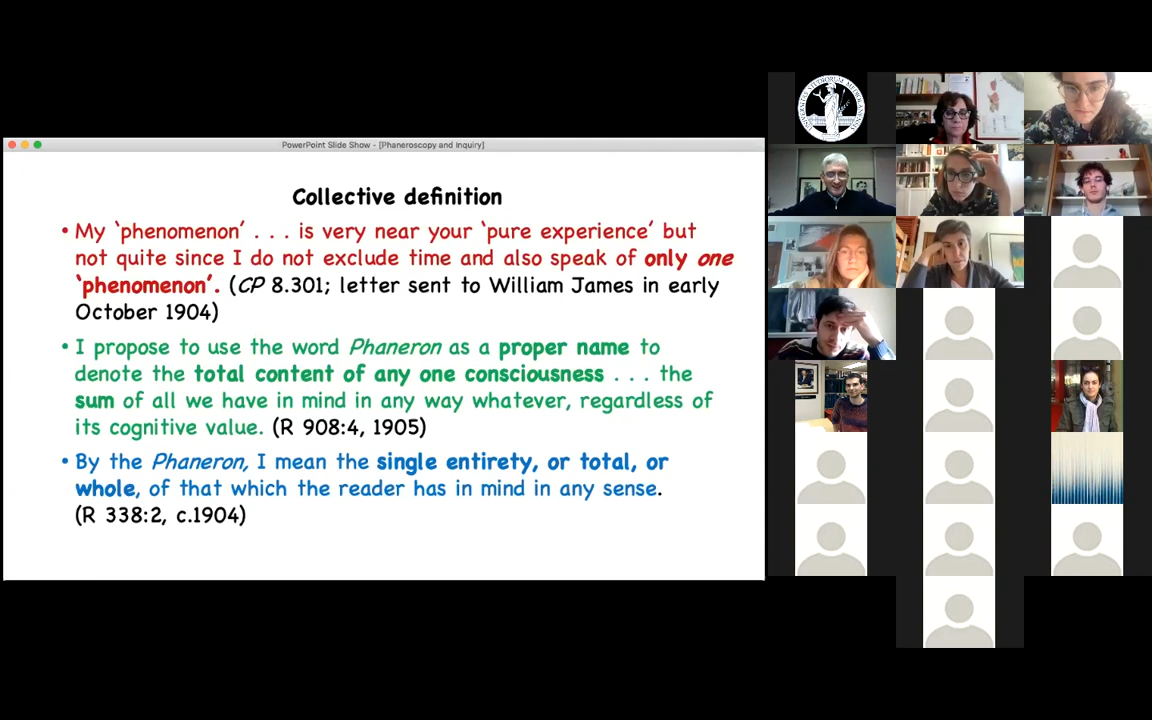 PowerPoint Slide Show - [Phaneroscopy and Inquiry]
Collective definition
• My ‘phenomenon’ . . . is very near your ‘pure experience’ but
not quite since I do not exclude time and also speak of only one
‘phenomenon’. (CP 8.301; letter sent to William James in early
October 1904)
• I propose to use the word Phaneron as a proper name to
denote the total content of any one consciousness . . . the
sum of all we have in mind in any way whatever, regardless of
its cognitive value. (R 908:4, 1905)
• By the Phaneron, I mean the single entirety, or total, or
whole, of that which the reader has in mind in any sense.
(R 338:2, c.1904)